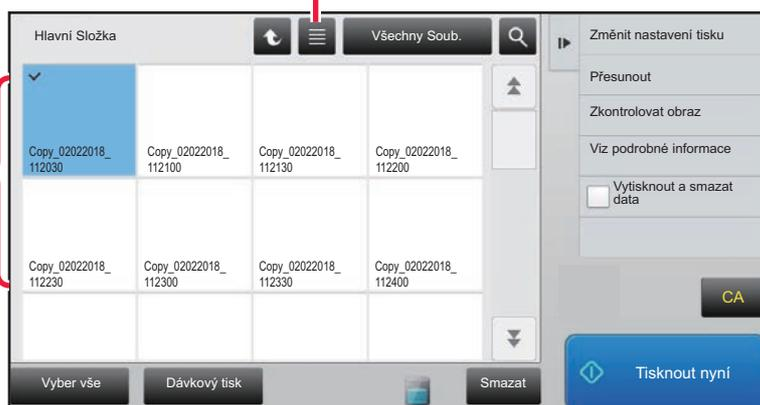 Hlavní Složka
Všechny Soub.
Copy_02022018_
112030
Copy_02022018_
112100
Copy_02022018_
112130
Copy_02022018_
112200
Copy_02022018_
112230
Copy_02022018_
112300
Copy_02022018_
112330
Copy_02022018_
112400
Vyber vše
Dávkový tisk
Smazat
Změnit nastavení tisku
Přesunout
Zkontrolovat obraz
Viz podrobné informace
Vytisknout a smazat
data
CA
Tisknout nyní